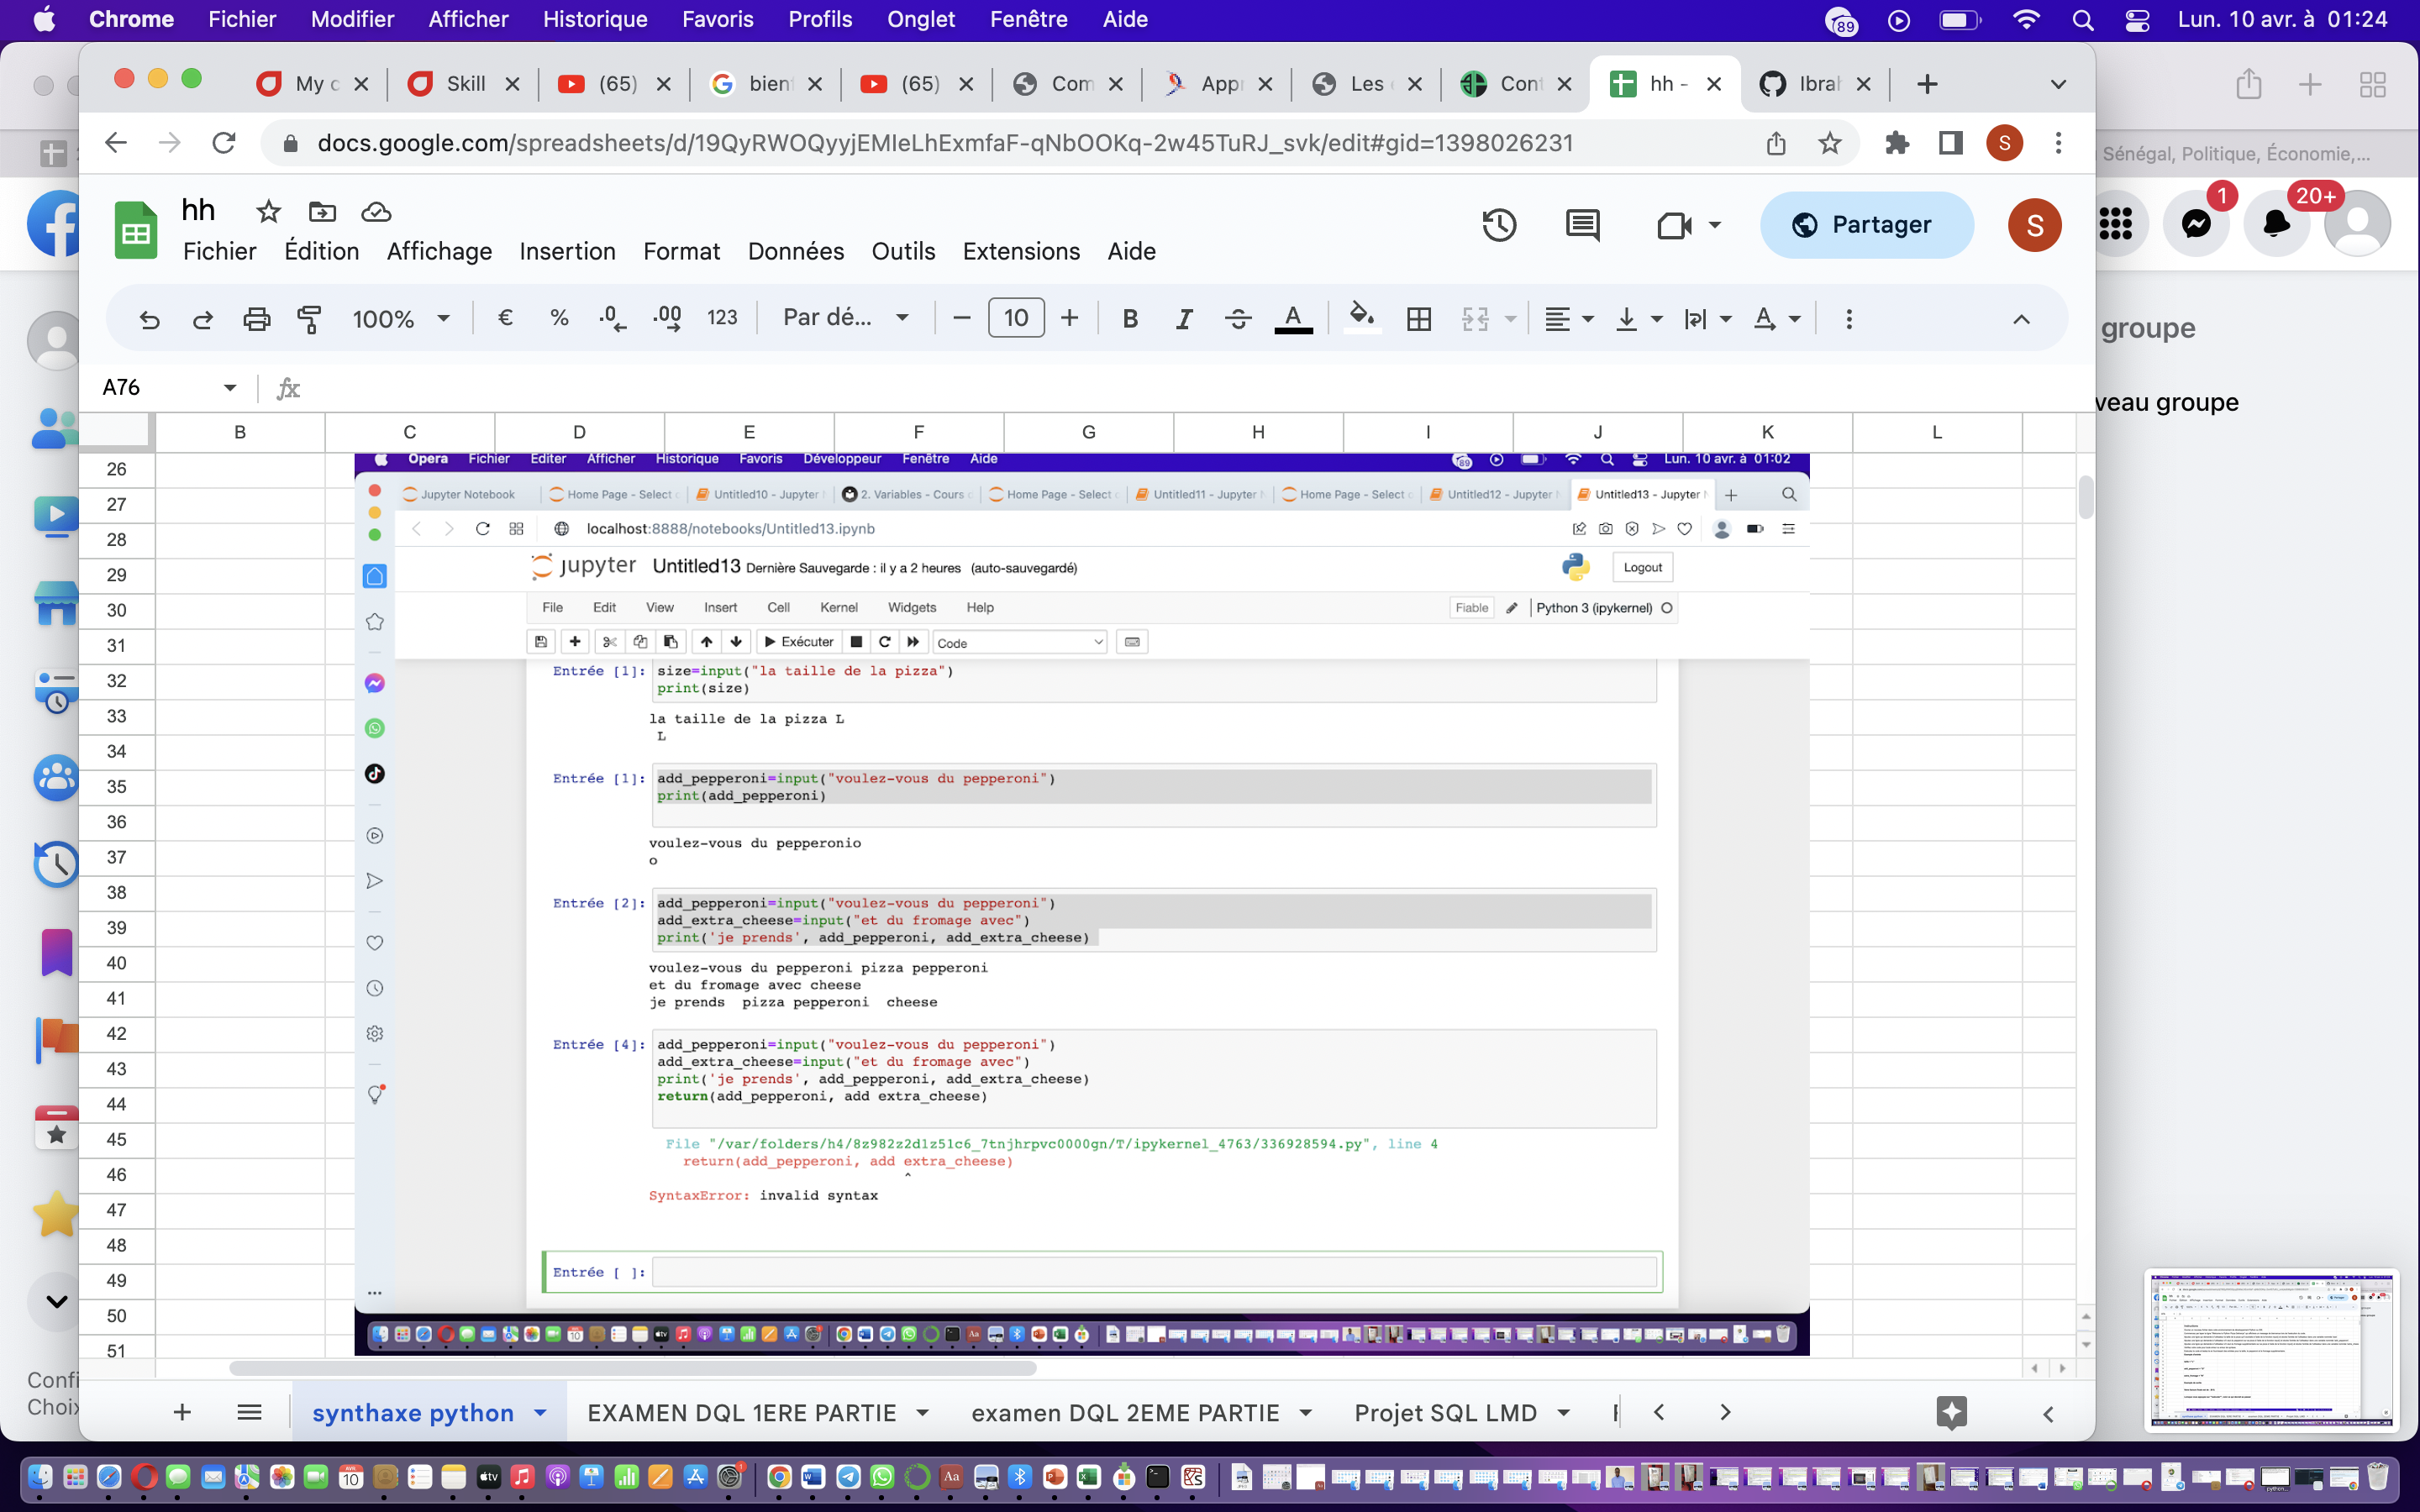 Chrome Fichier Modifier Afficher Historique Favoris Profils Onglet Fenêtre Aide 89 Lun. 10 avr. à 01:24
My Skill (65) bien (65) Com Appr Les Cont hh - Ibrah
docs.google.com/spreadsheets/d/19QyRWOQyyjEMIeLhExmfaF-qNbOOKq-2w45TuRJ_svk/edit#gid=1398026231 S
Sénégal, Politique, Économie,...
hh
Partager S
1 20+
Fichier Édition Affichage Insertion Format Données Outils Extensions Aide
100% € % .0 .00 123 Par dé... 10 B I A
groupe
A76 fx
veau groupe
B C D E F G H I J K L
26
27
28
29
30
31
32
33
34
35
36
37
38
39
40
41
42
43
44
45
46
47
48
49
50
51
Opera Fichier Editer Afficher Historique Favoris Développeur Fenêtre Aide 89 Lun. 10 avr. à 01:02
Jupyter Notebook Home Page - Select Untitled10 - Jupyter 2. Variables - Cours Home Page - Select Untitled11 - Jupyter Home Page - Select Untitled12 - Jupyter Untitled13 - Jupyter
localhost:8888/notebooks/Untitled13.ipynb
jupyter Untitled13 Dernière Sauvegarde : il y a 2 heures (auto-sauvegardé) Logout
File Edit View Insert Cell Kernel Widgets Help Fiable Python 3 (ipykernel)
Exécuter Code
Entrée [1]: size=input("la taille de la pizza")
print(size)
la taille de la pizza L
L
Entrée [1]: add_pepperoni=input("voulez-vous du pepperoni")
print(add_pepperoni)
voulez-vous du pepperonio
o
Entrée [2]: add_pepperoni=input("voulez-vous du pepperoni")
add_extra_cheese=input("et du fromage avec")
print('je prends', add_pepperoni, add_extra_cheese)
voulez-vous du pepperoni pizza pepperoni
et du fromage avec cheese
je prends  pizza pepperoni  cheese
Entrée [4]: add_pepperoni=input("voulez-vous du pepperoni")
add_extra_cheese=input("et du fromage avec")
print('je prends', add_pepperoni, add_extra_cheese)
return(add_pepperoni, add extra_cheese)
File "/var/folders/h4/8z982z2d1z51c6_7tnjhrpvc0000gn/T/ipykernel_4763/336928594.py", line 4
return(add_pepperoni, add extra_cheese)
^
SyntaxError: invalid syntax
Entrée [ ]:
Confi
Choix
synthaxe python EXAMEN DQL 1ERE PARTIE examen DQL 2EME PARTIE Projet SQL LMD